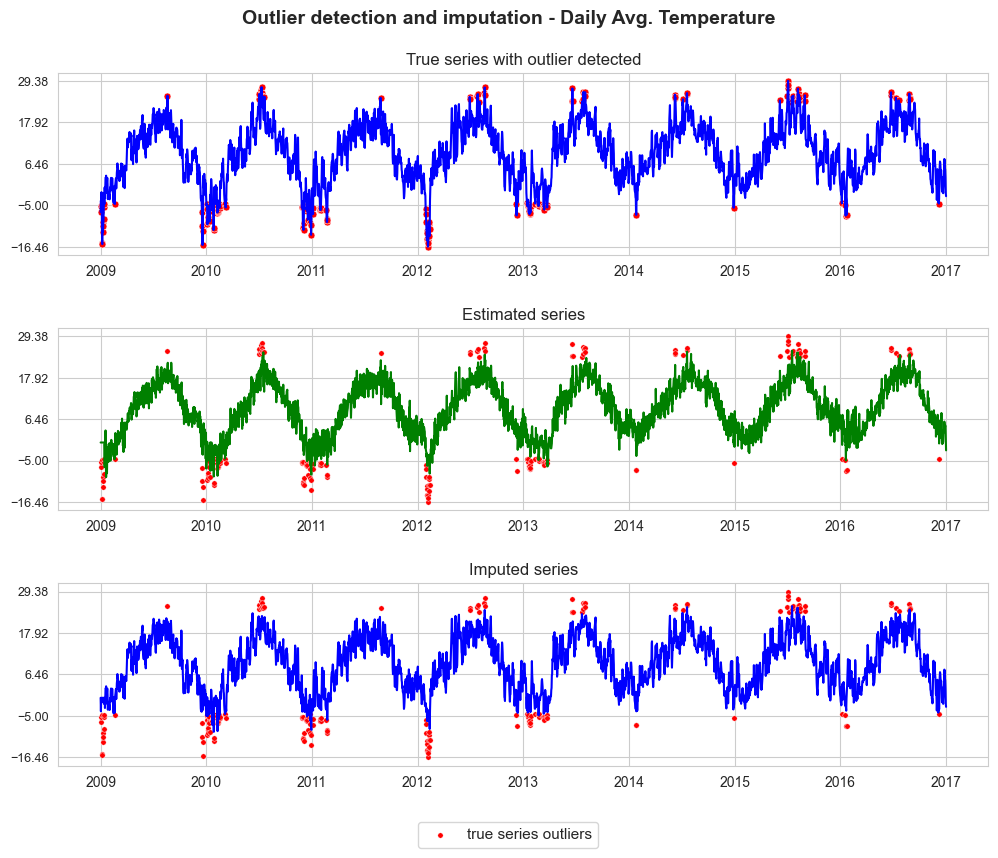 Outlier detection and imputation - Daily Avg. Temperature
True series with outlier detected
29.38
17.92
6.46
−5.00
−16.46
2009 2010 2011 2012 2013 2014 2015 2016 2017
Estimated series
29.38
17.92
6.46
−5.00
−16.46
2009 2010 2011 2012 2013 2014 2015 2016 2017
Imputed series
29.38
17.92
6.46
−5.00
−16.46
2009 2010 2011 2012 2013 2014 2015 2016 2017
true series outliers